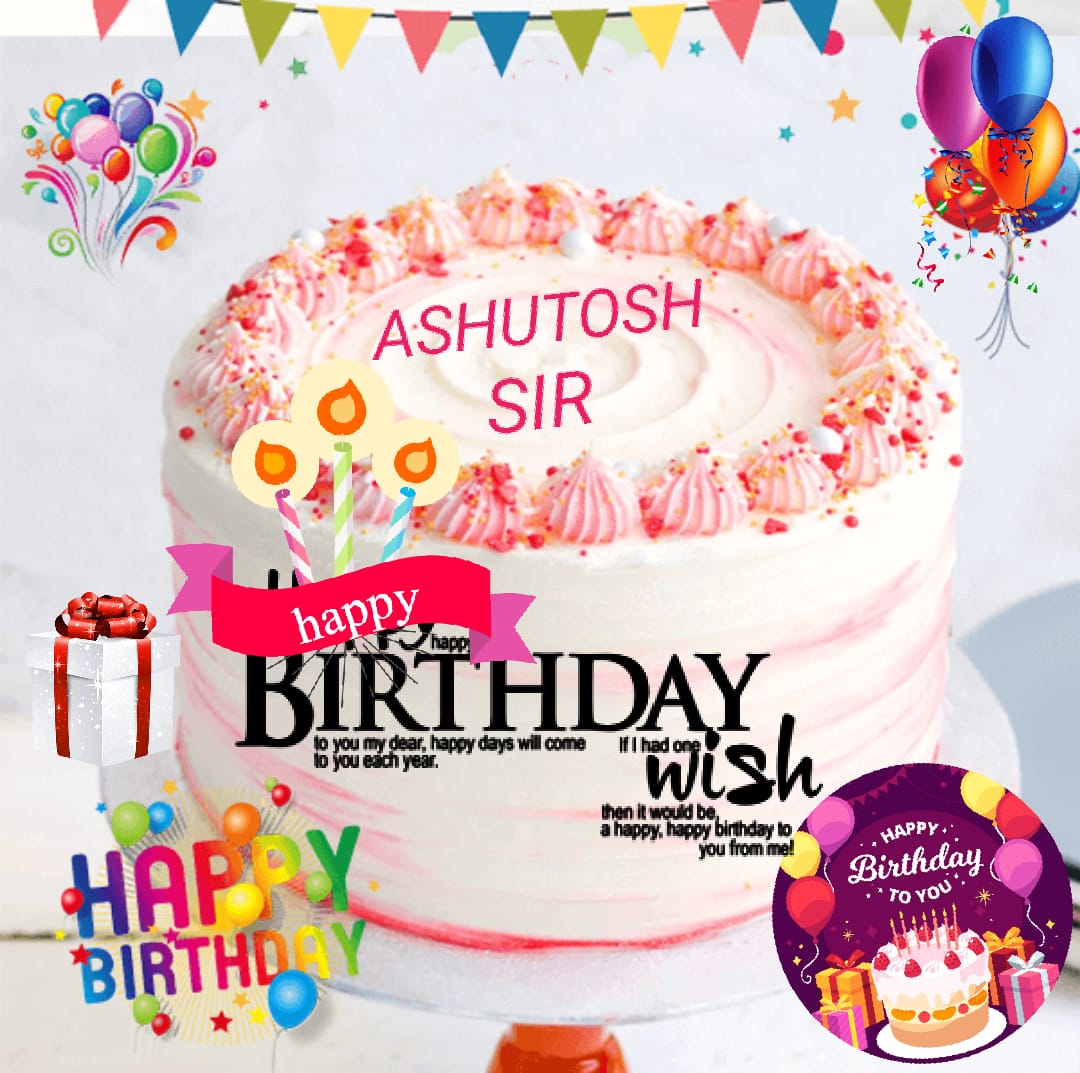 ASHUTOSH
SIR
happy
happy
BIRTHDAY
to you my dear, happy days will come
to you each year.
If I had one
wish
then it would be,
a happy, happy birthday to
you from me!
HAPPY
BIRTHDAY
HAPPY
Birthday
TO YOU